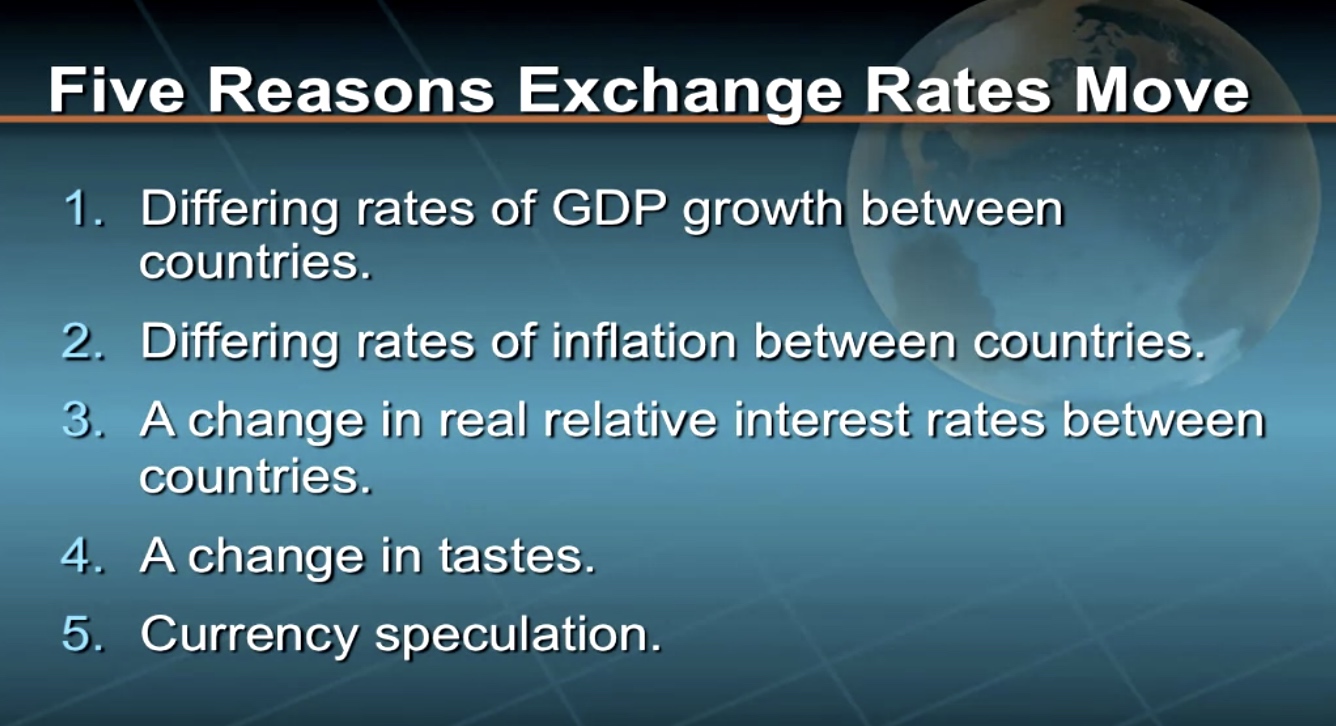 Five Reasons Exchange Rates Move
1. Differing rates of GDP growth between
countries.
2. Differing rates of inflation between countries.
3. A change in real relative interest rates between
countries.
4. A change in tastes.
5. Currency speculation.